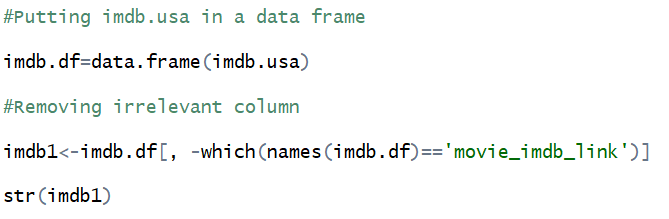 #Putting imdb.usa in a data frame
imdb.df=data.frame(imdb.usa)
#Removing irrelevant column
imdb1<-imdb.df[, -which(names(imdb.df)=='movie_imdb_link')]
str(imdb1)